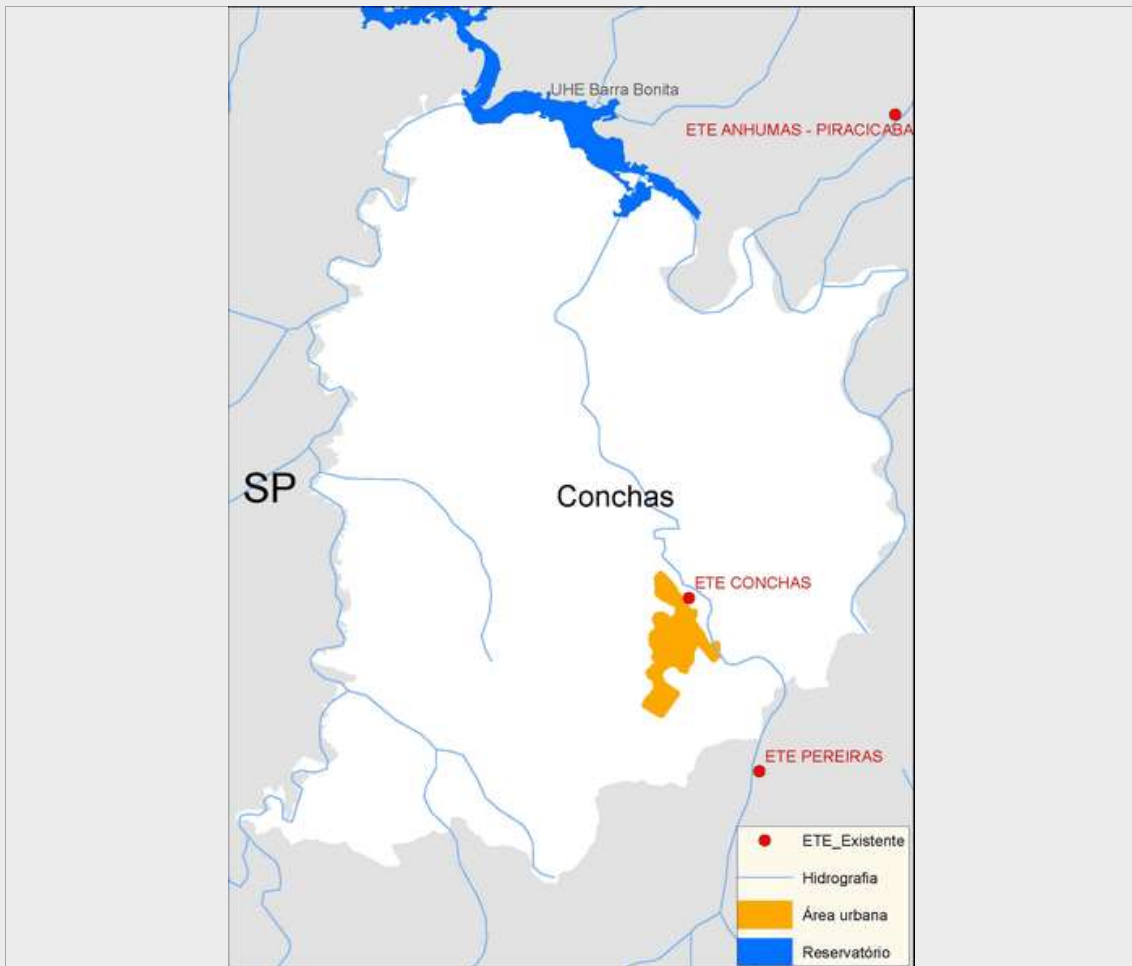 UHE Barra Bonita
ETE ANHUMAS - PIRACICABA
SP
Conchas
ETE CONCHAS
ETE PEREIRAS
ETE_Existente
Hidrografia
Área urbana
Reservatório